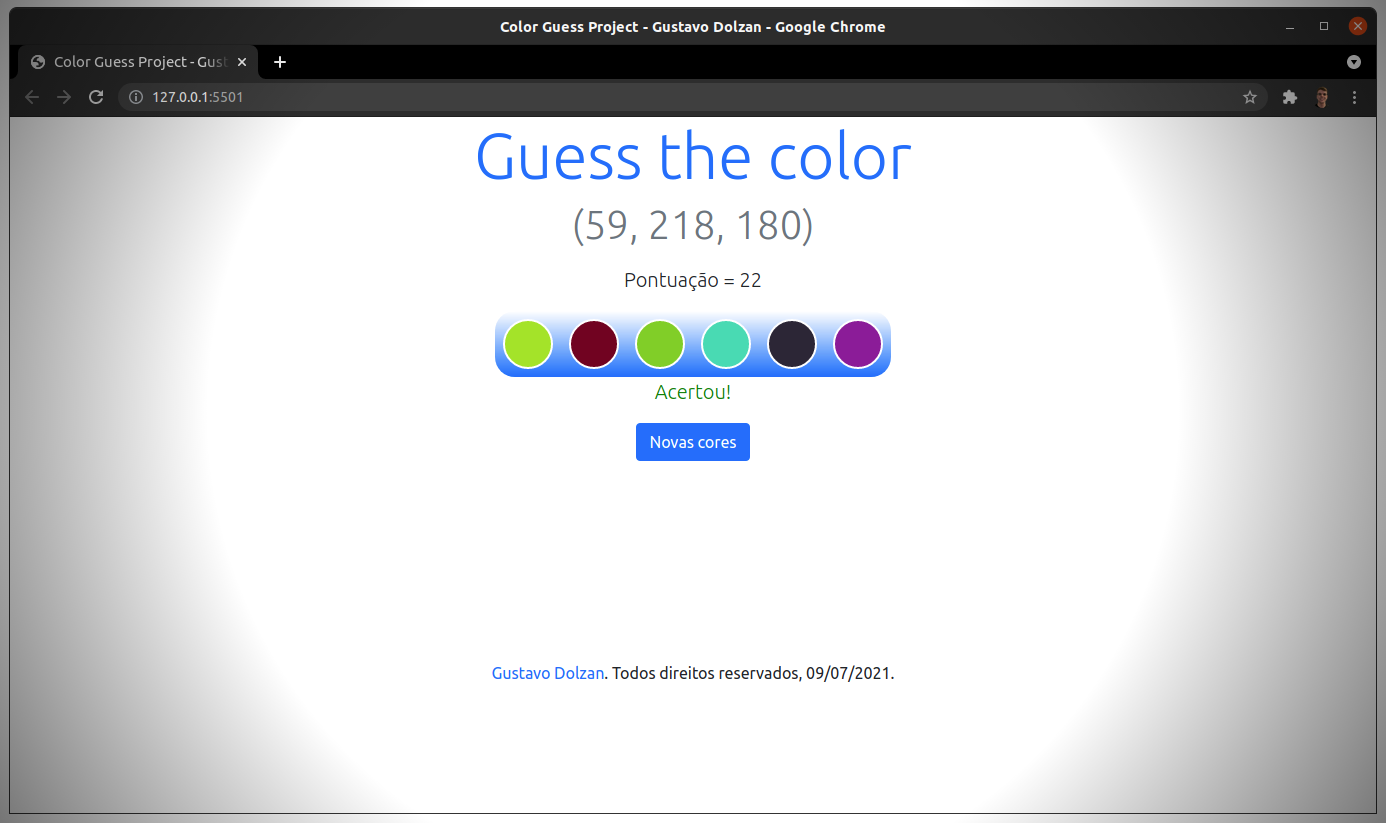 Color Guess Project - Gustavo Dolzan - Google Chrome
Color Guess Project - Gust
127.0.0.1:5501
Guess the color
(59, 218, 180)
Pontuação = 22
Acertou!
Novas cores
Gustavo Dolzan. Todos direitos reservados, 09/07/2021.